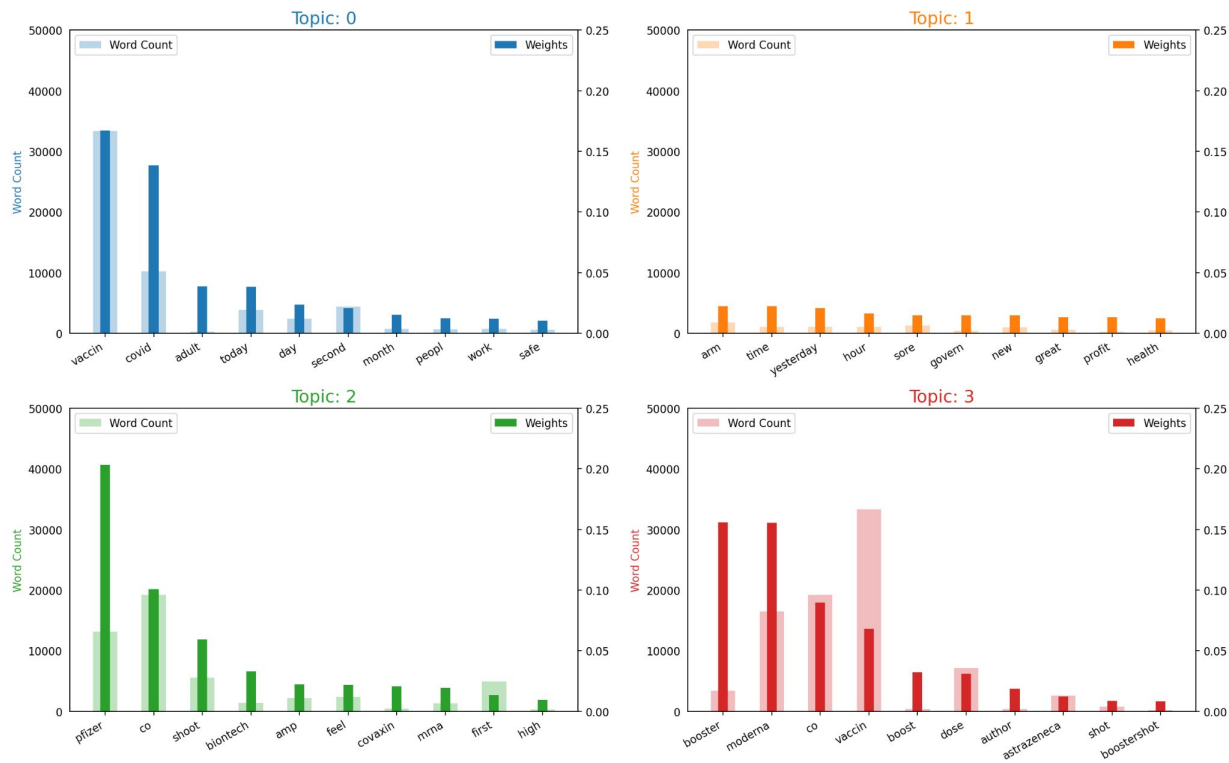 Topic: 0
Word Count
Weights
50000
40000
30000
20000
10000
0
0.25
0.20
0.15
0.10
0.05
0.00
Word Count
vaccin covid adult today day second month peopl work safe
Topic: 1
Word Count
Weights
50000
40000
30000
20000
10000
0
0.25
0.20
0.15
0.10
0.05
0.00
Word Count
arm time yesterday hour sore govern new great profit health
Topic: 2
Word Count
Weights
50000
40000
30000
20000
10000
0
0.25
0.20
0.15
0.10
0.05
0.00
Word Count
pfizer co shoot biontech amp feel covaxin mrna first high
Topic: 3
Word Count
Weights
50000
40000
30000
20000
10000
0
0.25
0.20
0.15
0.10
0.05
0.00
Word Count
booster moderna co vaccin boost dose author astrazeneca shot boostershot